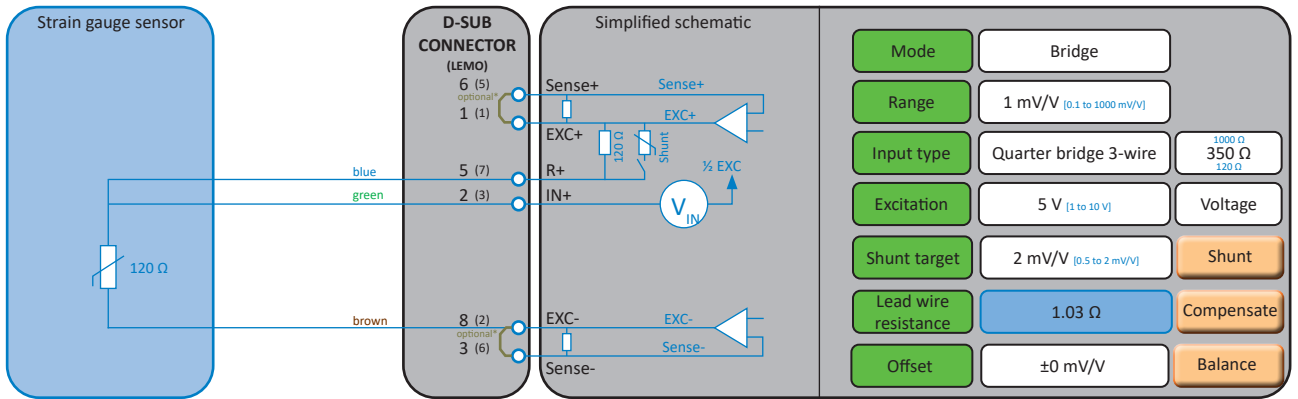 Strain gauge sensor
120 Ω
blue
green
brown
D-SUB
CONNECTOR
(LEMO)
6 (5)
optional*
1 (1)
5 (7)
2 (3)
8 (2)
optional*
3 (6)
Simplified schematic
Sense+
Sense+
EXC+
EXC+
120 Ω
Shunt
R+
½ EXC
IN+
VIN
EXC-
EXC-
Sense-
Sense-
Mode
Bridge
Range
1 mV/V [0.1 to 1000 mV/V]
Input type
Quarter bridge 3-wire
1000 Ω
350 Ω
120 Ω
Excitation
5 V [1 to 10 V]
Voltage
Shunt target
2 mV/V [0.5 to 2 mV/V]
Shunt
Lead wire
resistance
1.03 Ω
Compensate
Offset
±0 mV/V
Balance